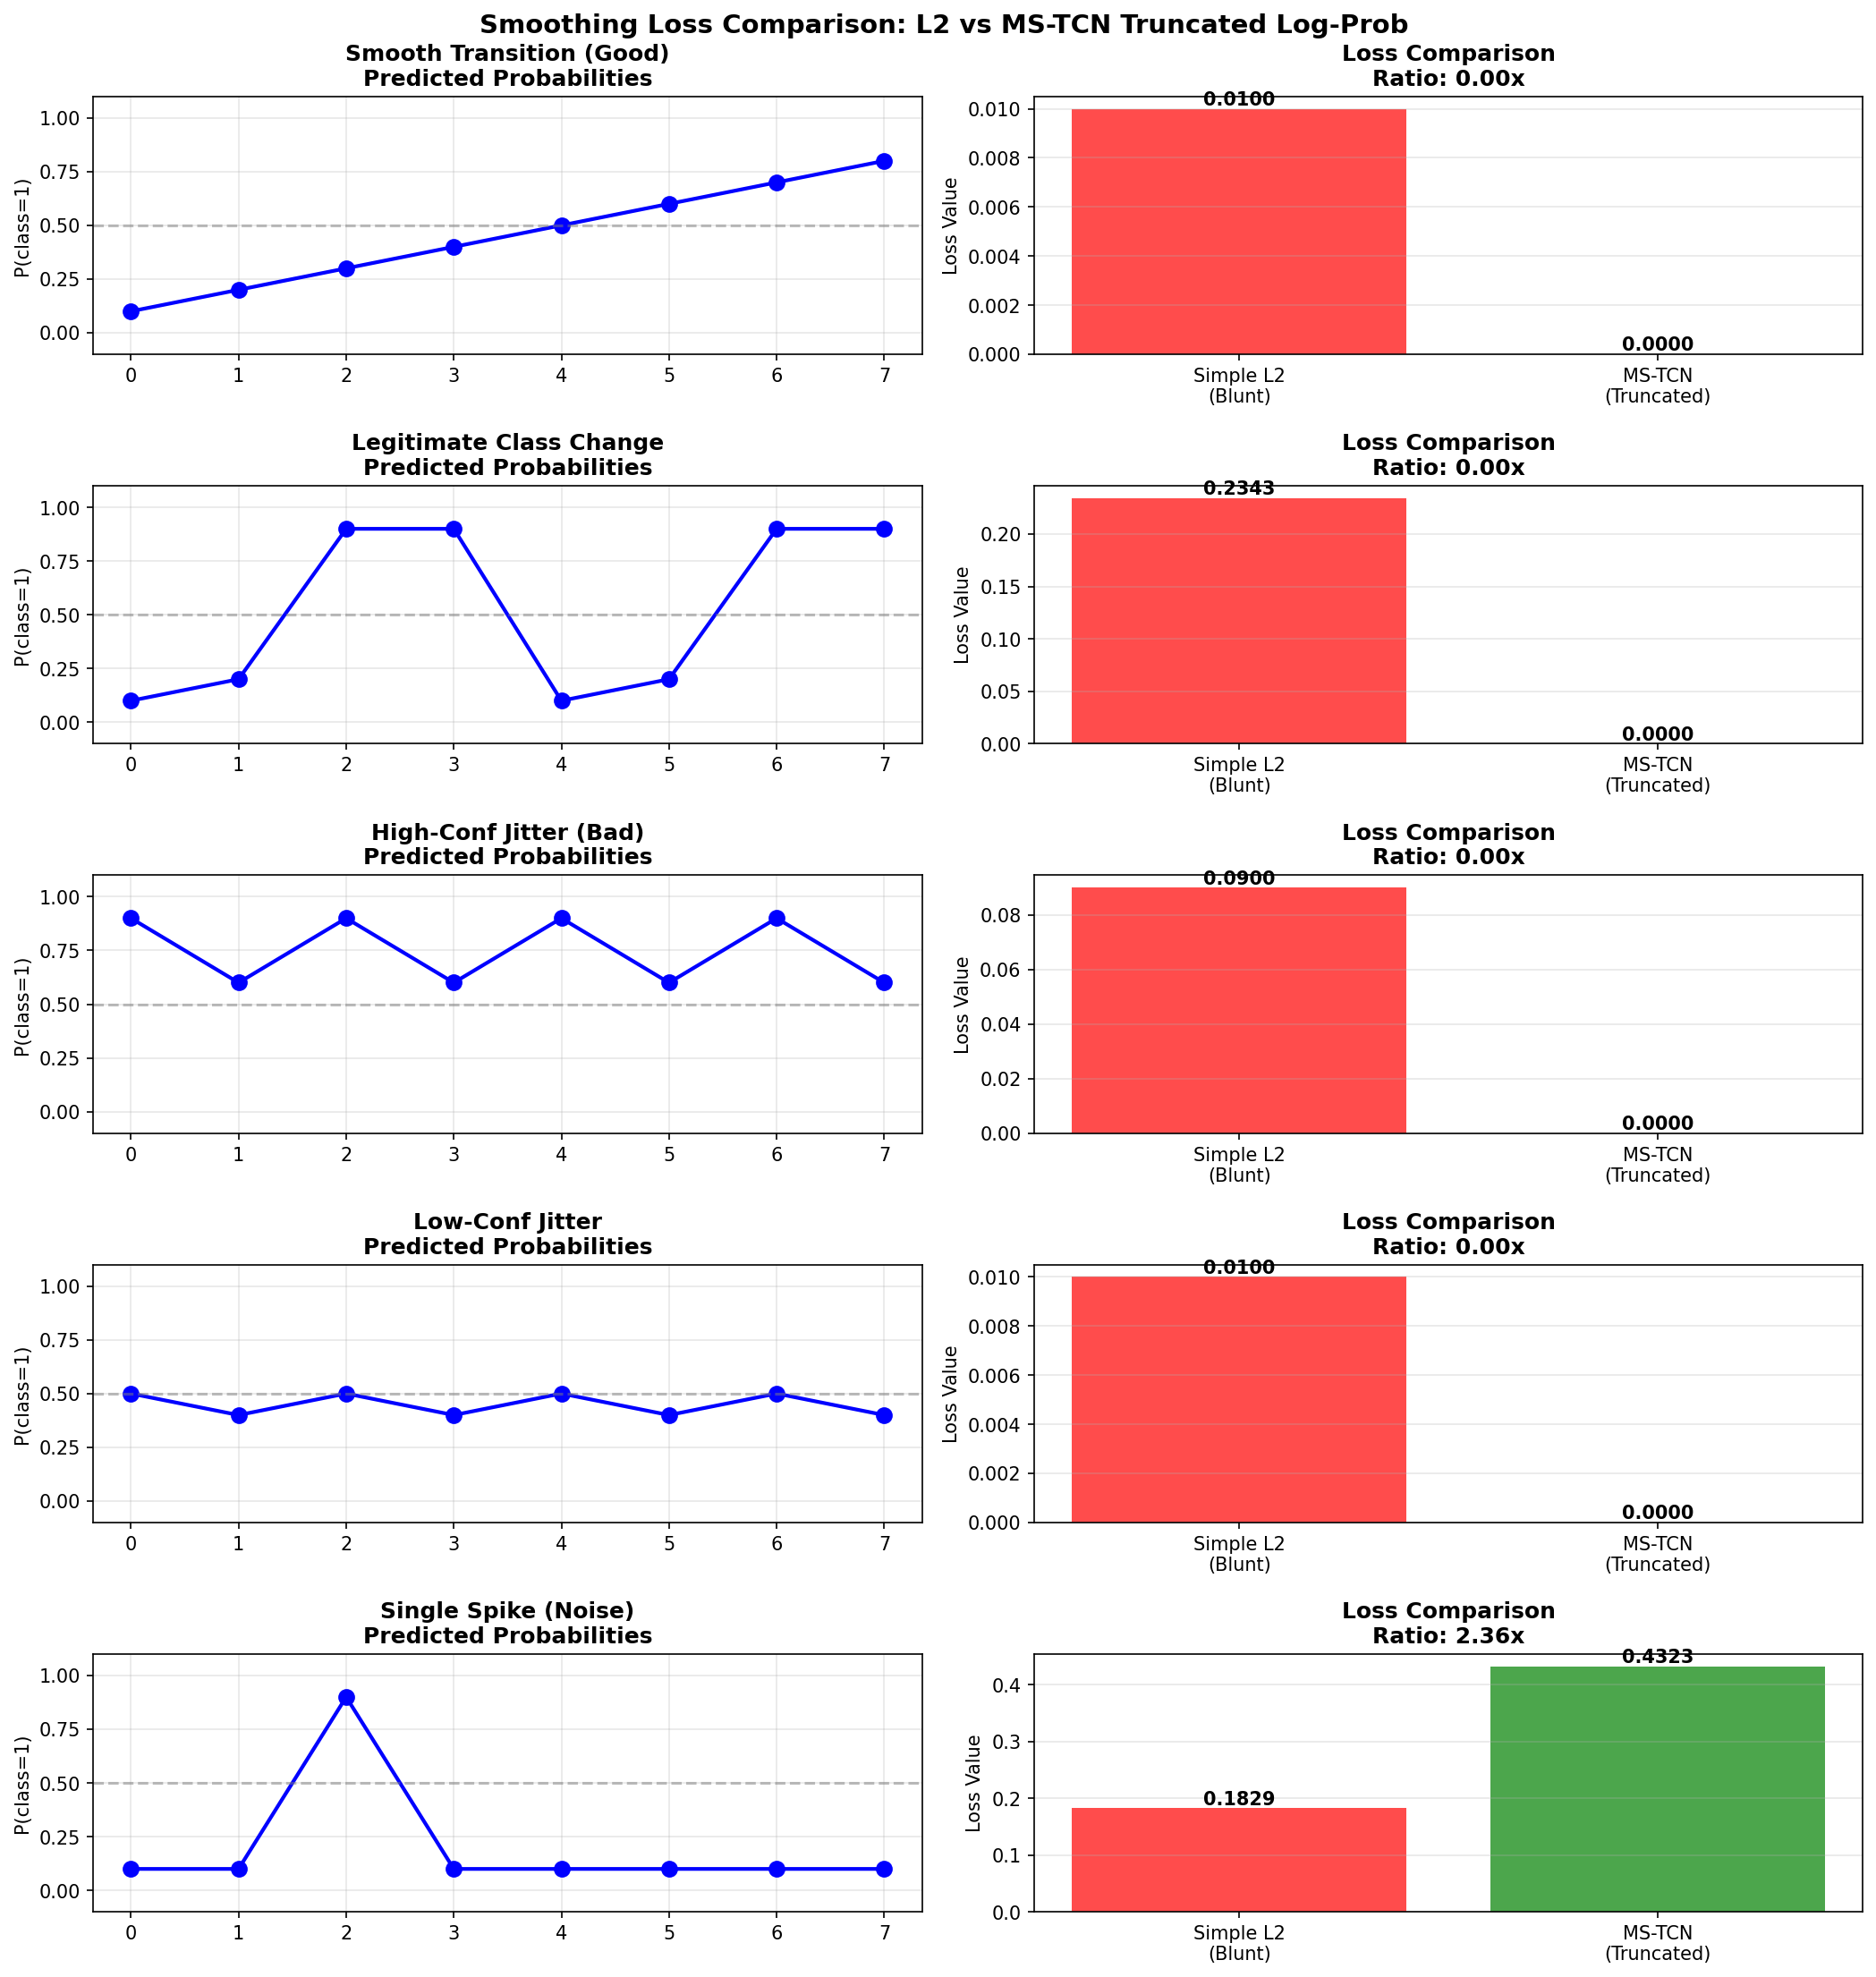 Smoothing Loss Comparison: L2 vs MS-TCN Truncated Log-Prob
Smooth Transition (Good)
Predicted Probabilities
P(class=1)
1.00
0.75
0.50
0.25
0.00
0 1 2 3 4 5 6 7
Loss Comparison
Ratio: 0.00x
Loss Value
0.010
0.008
0.006
0.004
0.002
0.000
0.0100
0.0000
Simple L2
(Blunt)
MS-TCN
(Truncated)
Legitimate Class Change
Predicted Probabilities
P(class=1)
1.00
0.75
0.50
0.25
0.00
0 1 2 3 4 5 6 7
Loss Comparison
Ratio: 0.00x
Loss Value
0.20
0.15
0.10
0.05
0.00
0.2343
0.0000
Simple L2
(Blunt)
MS-TCN
(Truncated)
High-Conf Jitter (Bad)
Predicted Probabilities
P(class=1)
1.00
0.75
0.50
0.25
0.00
0 1 2 3 4 5 6 7
Loss Comparison
Ratio: 0.00x
Loss Value
0.08
0.06
0.04
0.02
0.00
0.0900
0.0000
Simple L2
(Blunt)
MS-TCN
(Truncated)
Low-Conf Jitter
Predicted Probabilities
P(class=1)
1.00
0.75
0.50
0.25
0.00
0 1 2 3 4 5 6 7
Loss Comparison
Ratio: 0.00x
Loss Value
0.010
0.008
0.006
0.004
0.002
0.000
0.0100
0.0000
Simple L2
(Blunt)
MS-TCN
(Truncated)
Single Spike (Noise)
Predicted Probabilities
P(class=1)
1.00
0.75
0.50
0.25
0.00
0 1 2 3 4 5 6 7
Loss Comparison
Ratio: 2.36x
Loss Value
0.4
0.3
0.2
0.1
0.0
0.1829
0.4323
Simple L2
(Blunt)
MS-TCN
(Truncated)